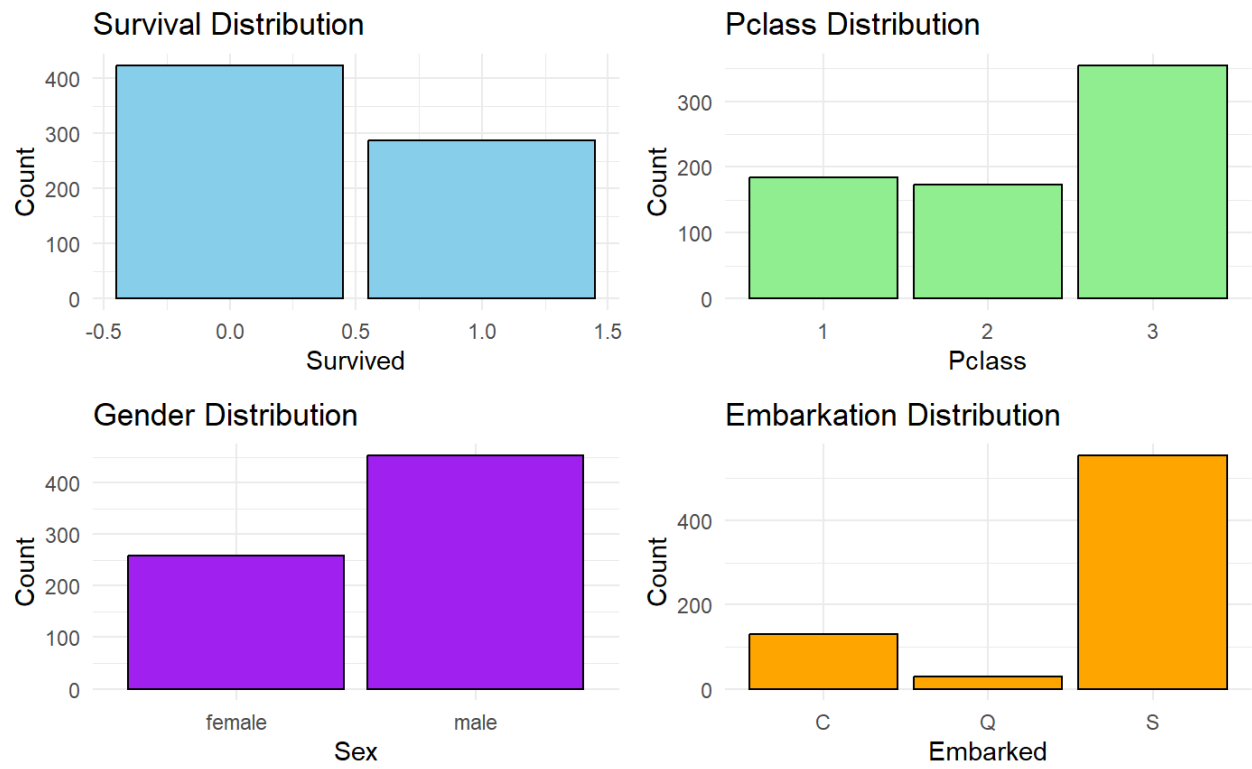 Survival Distribution
400
300
200
100
0
Count
-0.5 0.0 0.5 1.0 1.5
Survived
Pclass Distribution
300
200
100
0
Count
1 2 3
Pclass
Gender Distribution
400
300
200
100
0
Count
female male
Sex
Embarkation Distribution
400
200
0
Count
C Q S
Embarked